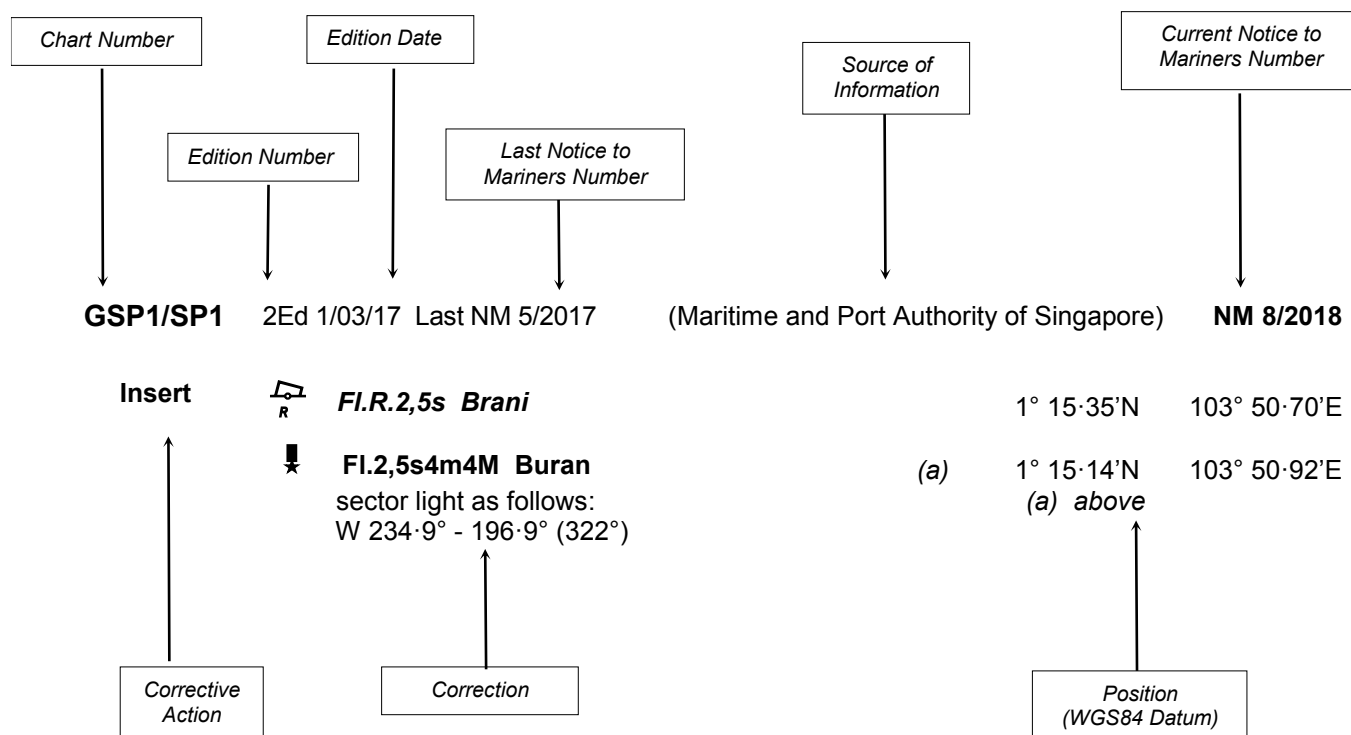 Chart Number
Edition Date
Source of
Information
Current Notice to
Mariners Number
Edition Number
Last Notice to
Mariners Number
GSP1/SP1 2Ed 1/03/17 Last NM 5/2017 (Maritime and Port Authority of Singapore) NM 8/2018
Insert R Fl.R.2,5s Brani 1° 15·35’N 103° 50·70’E
Fl.2,5s4m4M Buran (a) 1° 15·14’N 103° 50·92’E
sector light as follows: (a) above
W 234·9° - 196·9° (322°)
Corrective
Action
Correction
Position
(WGS84 Datum)